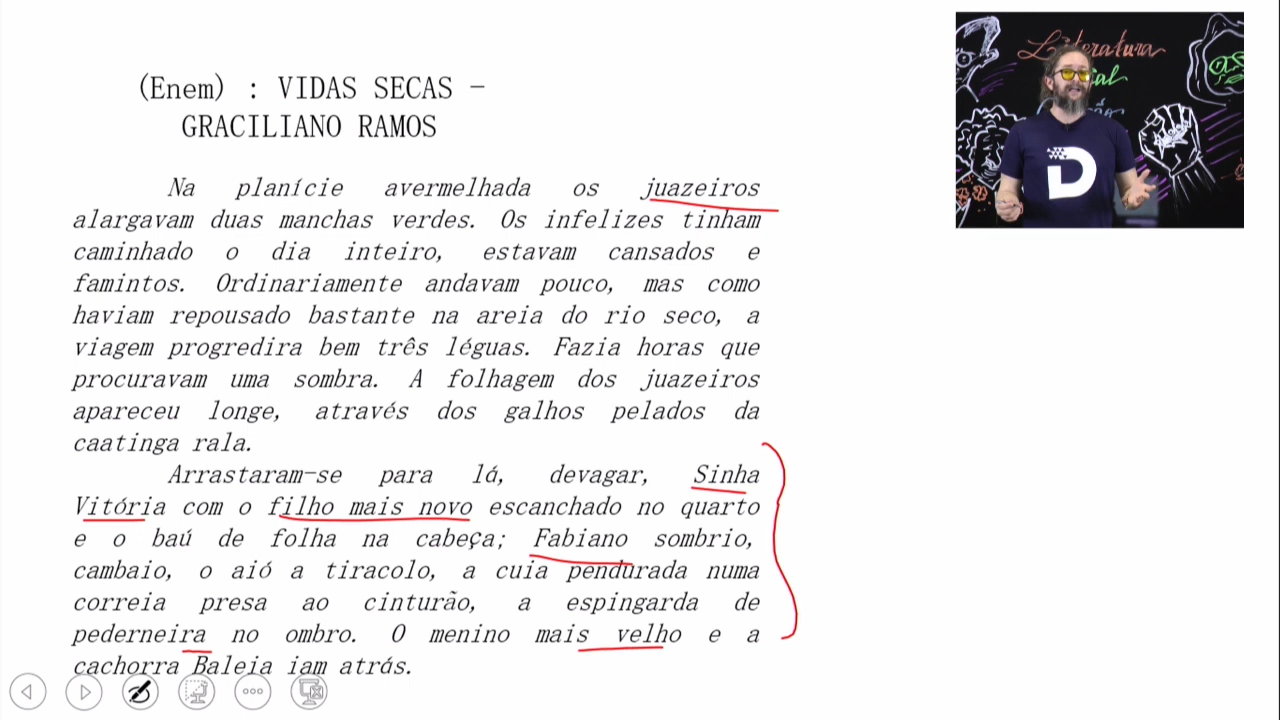 (Enem) : VIDAS SECAS –
GRACILIANO RAMOS
Literatura
Na planície avermelhada os juazeiros
alargavam duas manchas verdes. Os infelizes tinham
caminhado o dia inteiro, estavam cansados e
famintos. Ordinariamente andavam pouco, mas como
haviam repousado bastante na areia do rio seco, a
viagem progredira bem três léguas. Fazia horas que
procuravam uma sombra. A folhagem dos juazeiros
apareceu longe, através dos galhos pelados da
caatinga rala.
Arrastaram-se para lá, devagar, Sinha
Vitória com o filho mais novo escanchado no quarto
e o baú de folha na cabeça; Fabiano sombrio,
cambaio, o aió a tiracolo, a cuia pendurada numa
correia presa ao cinturão, a espingarda de
pederneira no ombro. O menino mais velho e a
cachorra Baleia iam atrás.